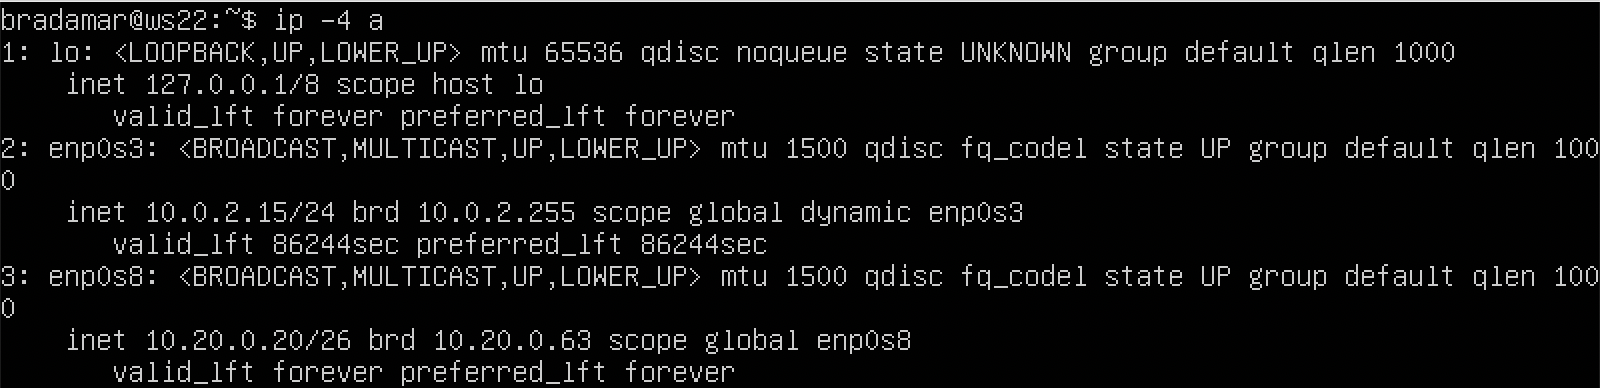 bradamar@ws22:~$ ip -4 a
1: lo: <LOOPBACK,UP,LOWER_UP> mtu 65536 qdisc noqueue state UNKNOWN group default qlen 1000
    inet 127.0.0.1/8 scope host lo
       valid_lft forever preferred_lft forever
2: enp0s3: <BROADCAST,MULTICAST,UP,LOWER_UP> mtu 1500 qdisc fq_codel state UP group default qlen 100
0
    inet 10.0.2.15/24 brd 10.0.2.255 scope global dynamic enp0s3
       valid_lft 86244sec preferred_lft 86244sec
3: enp0s8: <BROADCAST,MULTICAST,UP,LOWER_UP> mtu 1500 qdisc fq_codel state UP group default qlen 100
0
    inet 10.20.0.20/26 brd 10.20.0.63 scope global enp0s8
       valid_lft forever preferred_lft forever